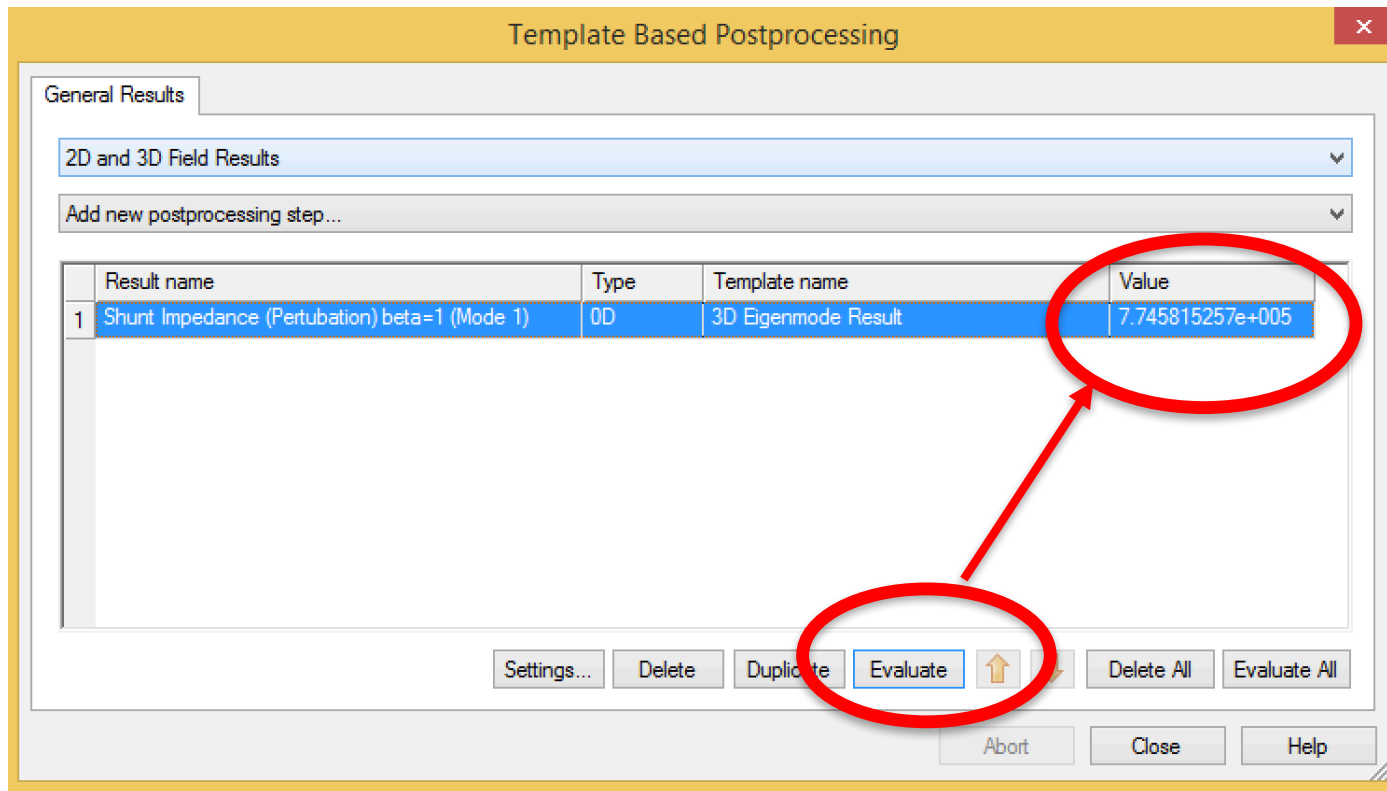 Template Based Postprocessing
General Results
2D and 3D Field Results
Add new postprocessing step...
Result name Type Template name Value
1 Shunt Impedance (Pertubation) beta=1 (Mode 1) 0D 3D Eigenmode Result 7.745815257e+005
Settings... Delete Duplicate Evaluate Delete All Evaluate All
Abort Close Help